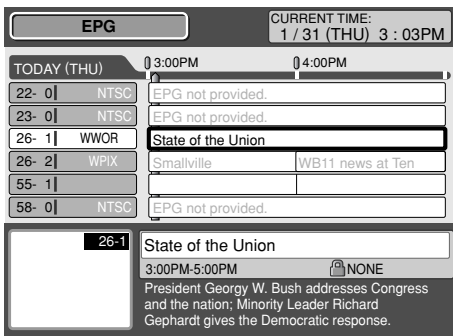 EPG
CURRENT TIME:
1 / 31 (THU) 3 : 03PM
TODAY (THU) 3:00PM 4:00PM
22- 0 NTSC EPG not provided.
23- 0 NTSC EPG not provided.
26- 1 WWOR State of the Union
26- 2 WPIX Smallville WB11 news at Ten
55- 1
58- 0 NTSC EPG not provided.
26-1 State of the Union
3:00PM-5:00PM NONE
President Georgy W. Bush addresses Congress
and the nation; Minority Leader Richard
Gephardt gives the Democratic response.